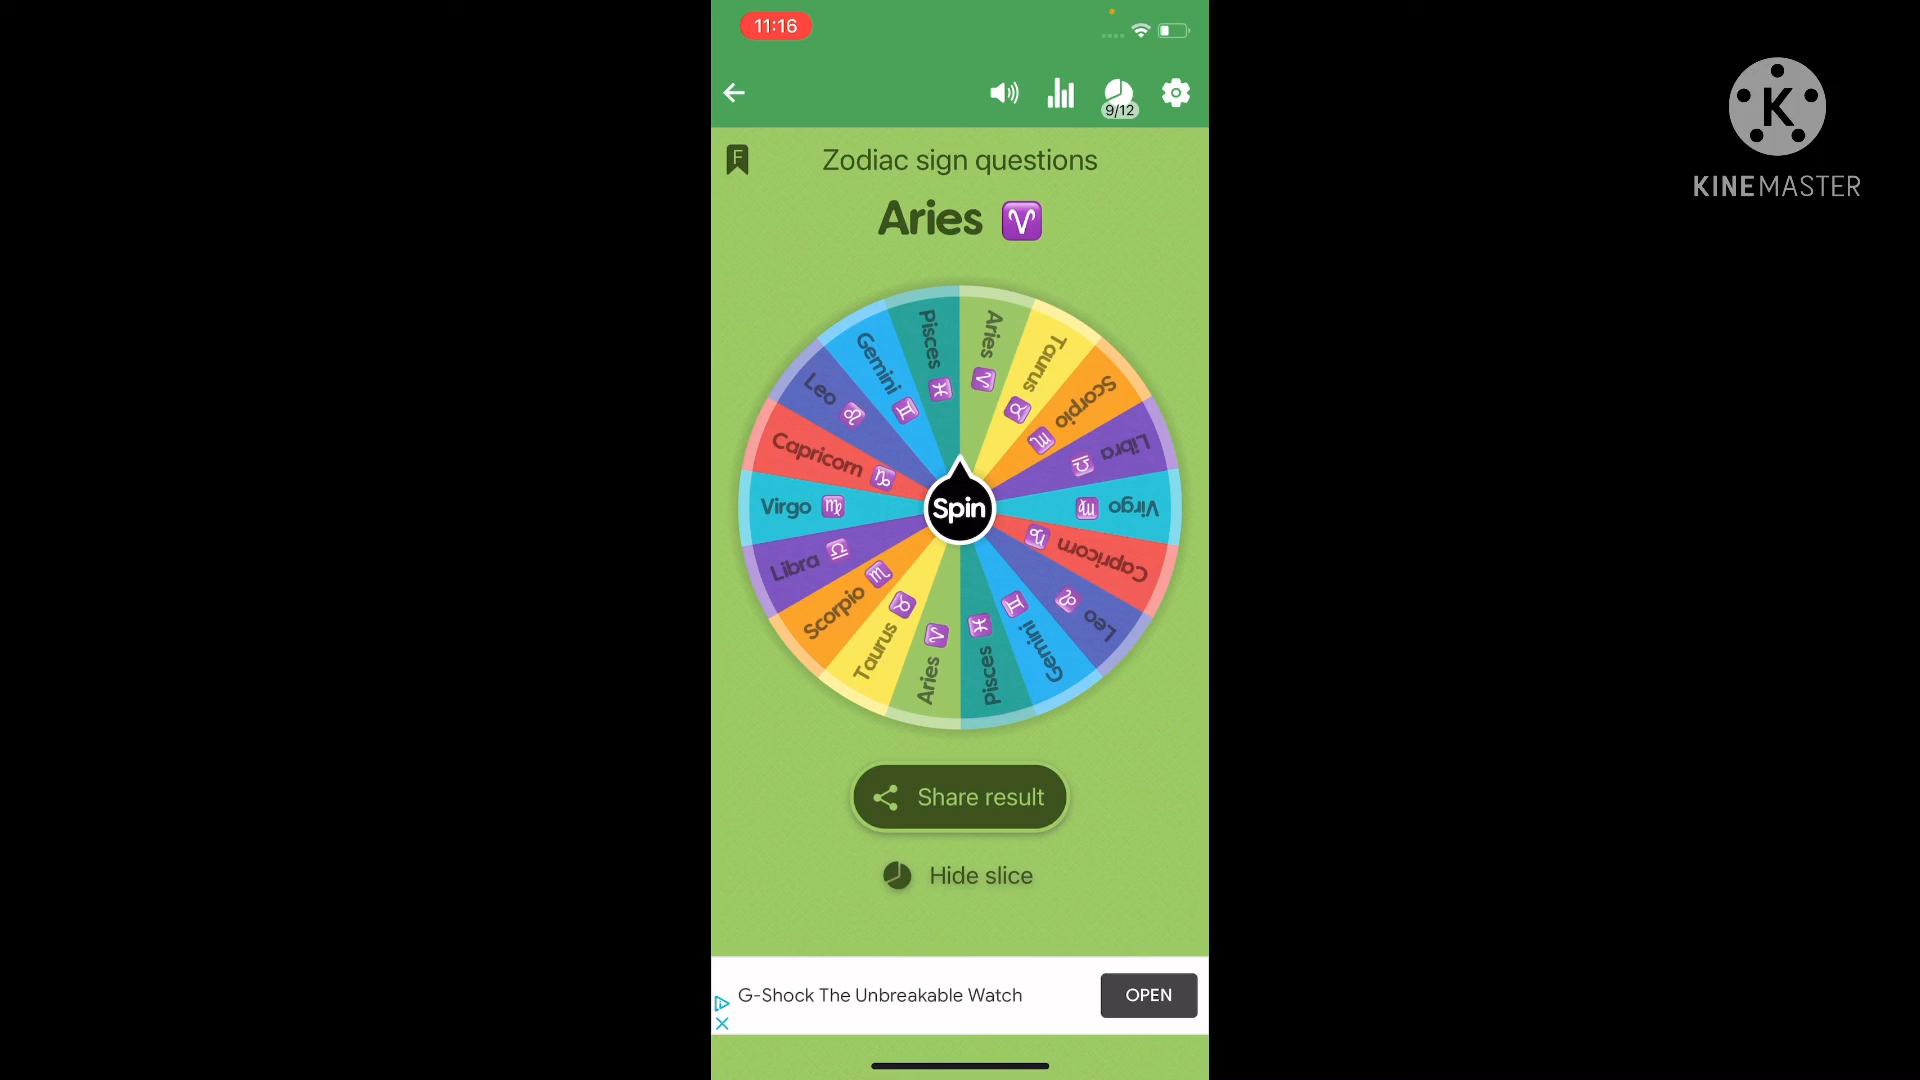 11:16
9/12
KINEMASTER
K
F
Zodiac sign questions
Aries ♈
Pisces ♓
Aries ♈
Taurus ♉
Scorpio ♏
Libra ♎
Virgo ♍
Capricorn ♑
Leo ♌
Gemini ♊
Pisces ♓
Aries ♈
Taurus ♉
Scorpio ♏
Libra ♎
Virgo ♍
Capricorn ♑
Leo ♌
Gemini ♊
Spin
Share result
Hide slice
G-Shock The Unbreakable Watch
OPEN